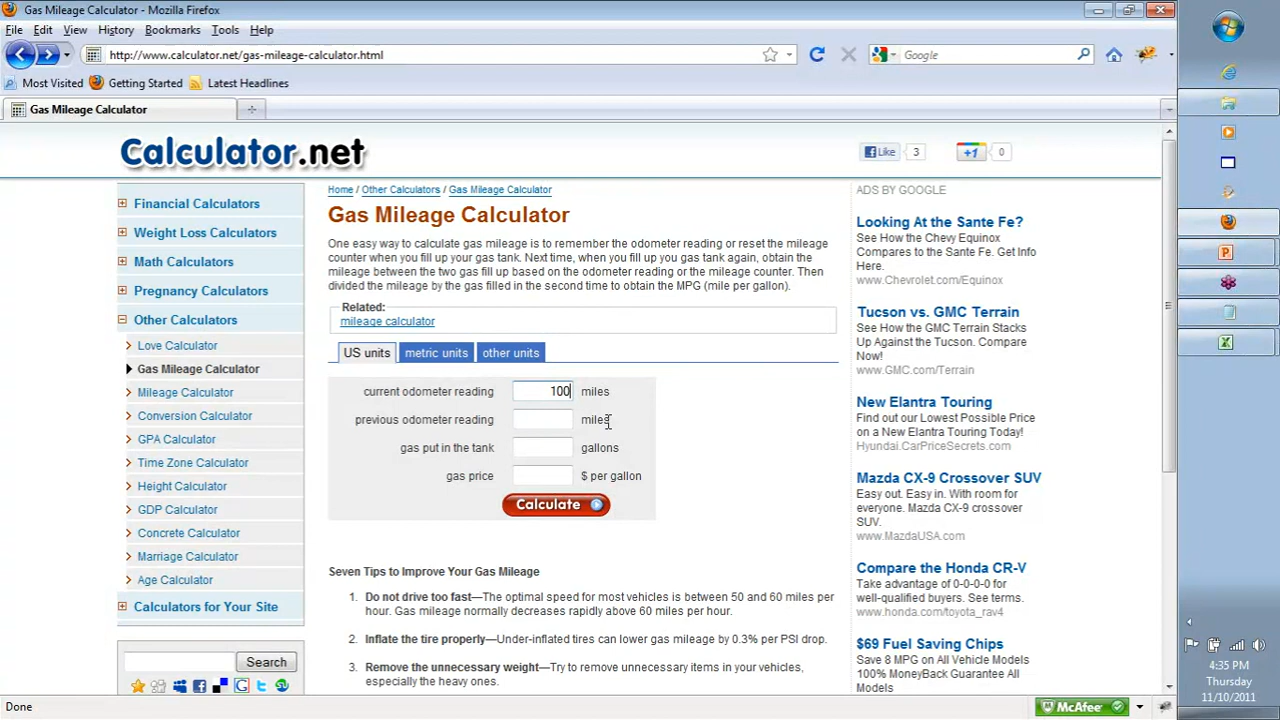 Gas Mileage Calculator - Mozilla Firefox
File Edit View History Bookmarks Tools Help
http://www.calculator.net/gas-mileage-calculator.html
Google
Most Visited Getting Started Latest Headlines
Gas Mileage Calculator
Calculator.net
Like 3 +1 0
Financial Calculators
Weight Loss Calculators
Math Calculators
Pregnancy Calculators
Other Calculators
Love Calculator
Gas Mileage Calculator
Mileage Calculator
Conversion Calculator
GPA Calculator
Time Zone Calculator
Height Calculator
GDP Calculator
Concrete Calculator
Marriage Calculator
Age Calculator
Calculators for Your Site
Search
Home / Other Calculators / Gas Mileage Calculator
Gas Mileage Calculator
One easy way to calculate gas mileage is to remember the odometer reading or reset the mileage
counter when you fill up your gas tank. Next time, when you fill up you gas tank again, obtain the
mileage between the two gas fill up based on the odometer reading or the mileage counter. Then
divided the mileage by the gas filled in the second time to obtain the MPG (mile per gallon).
Related:
mileage calculator
US units metric units other units
current odometer reading 100 miles
previous odometer reading miles
gas put in the tank gallons
gas price $ per gallon
Calculate
Seven Tips to Improve Your Gas Mileage
1. Do not drive too fast—The optimal speed for most vehicles is between 50 and 60 miles per
hour. Gas mileage normally decreases rapidly above 60 miles per hour.
2. Inflate the tire properly—Under-inflated tires can lower gas mileage by 0.3% per PSI drop.
3. Remove the unnecessary weight—Try to remove unnecessary items in your vehicles,
especially the heavy ones.
ADS BY GOOGLE
Looking At the Sante Fe?
See How the Chevy Equinox
Compares to the Sante Fe. Get Info
Here.
www.Chevrolet.com/Equinox
Tucson vs. GMC Terrain
See How the GMC Terrain Stacks
Up Against the Tucson. Compare
Now!
www.GMC.com/Terrain
New Elantra Touring
Find out our Lowest Possible Price
on a New Elantra Touring Today!
Hyundai.CarPriceSecrets.com
Mazda CX-9 Crossover SUV
Easy out. Easy in. With room for
everyone. Mazda CX-9 crossover
SUV.
www.MazdaUSA.com
Compare the Honda CR-V
Take advantage of 0-0-0-0 for
well-qualified buyers. See terms.
www.honda.com/toyota_rav4
$69 Fuel Saving Chips
Save 8 MPG on All Vehicle Models
100% MoneyBack Guarantee All
Models
Done
McAfee
4:35 PM
Thursday
11/10/2011